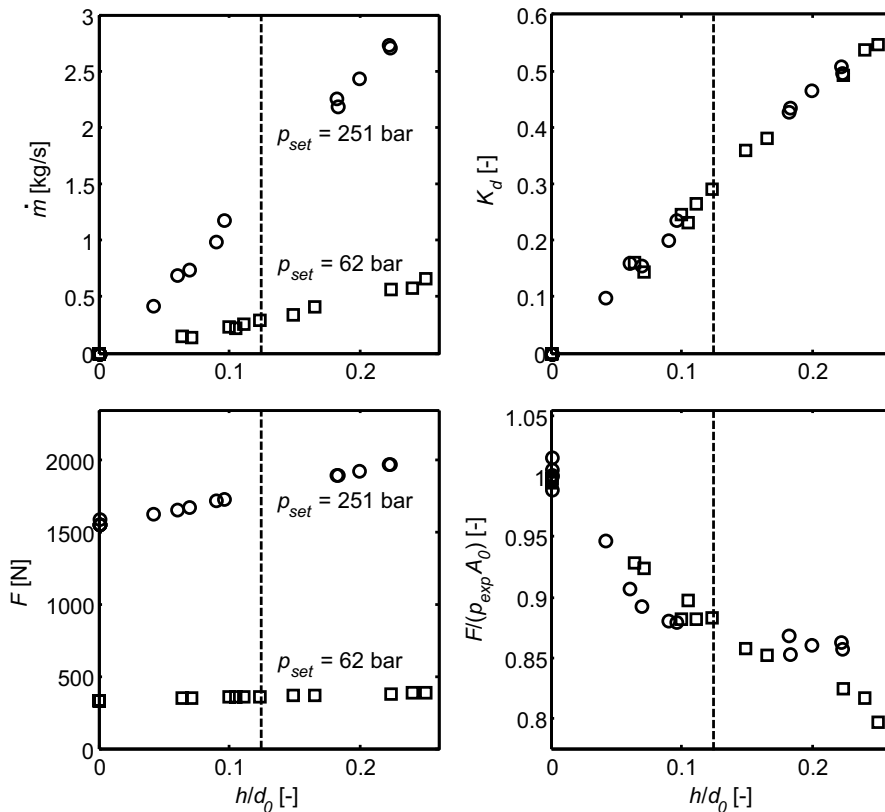 3
2.5
2
1.5
1
0.5
0
ṁ [kg/s]
p_set = 251 bar
p_set = 62 bar
0 0.1 0.2
0.6
0.5
0.4
0.3
0.2
0.1
0
K_d [-]
0 0.1 0.2
2000
1500
1000
500
0
F [N]
p_set = 251 bar
p_set = 62 bar
0 0.1 0.2
h/d_0 [-]
1.05
1
0.95
0.9
0.85
0.8
F/(p_exp A_0) [-]
0 0.1 0.2
h/d_0 [-]